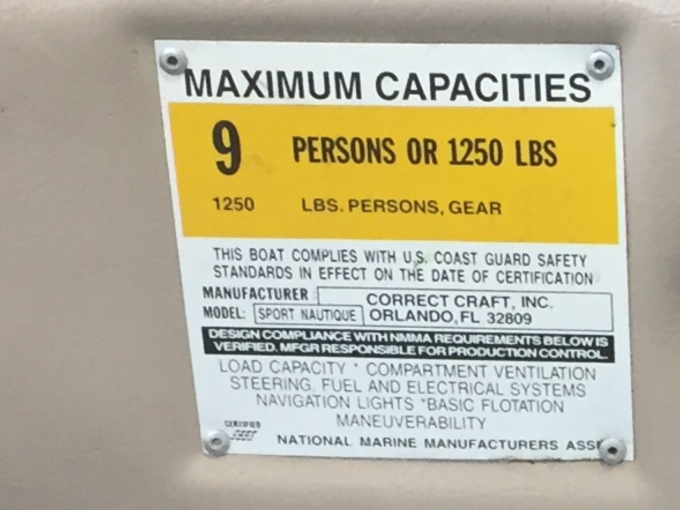 MAXIMUM CAPACITIES
9 PERSONS OR 1250 LBS
1250 LBS. PERSONS, GEAR
THIS BOAT COMPLIES WITH U.S. COAST GUARD SAFETY
STANDARDS IN EFFECT ON THE DATE OF CERTIFICATION
MANUFACTURER CORRECT CRAFT, INC.
MODEL: SPORT NAUTIQUE ORLANDO, FL 32809
DESIGN COMPLIANCE WITH NMMA REQUIREMENTS BELOW IS
VERIFIED. MFGR RESPONSIBLE FOR PRODUCTION CONTROL.
LOAD CAPACITY * COMPARTMENT VENTILATION
STEERING, FUEL AND ELECTRICAL SYSTEMS
NAVIGATION LIGHTS *BASIC FLOTATION
MANEUVERABILITY
CERTIFIED
NATIONAL MARINE MANUFACTURERS ASS